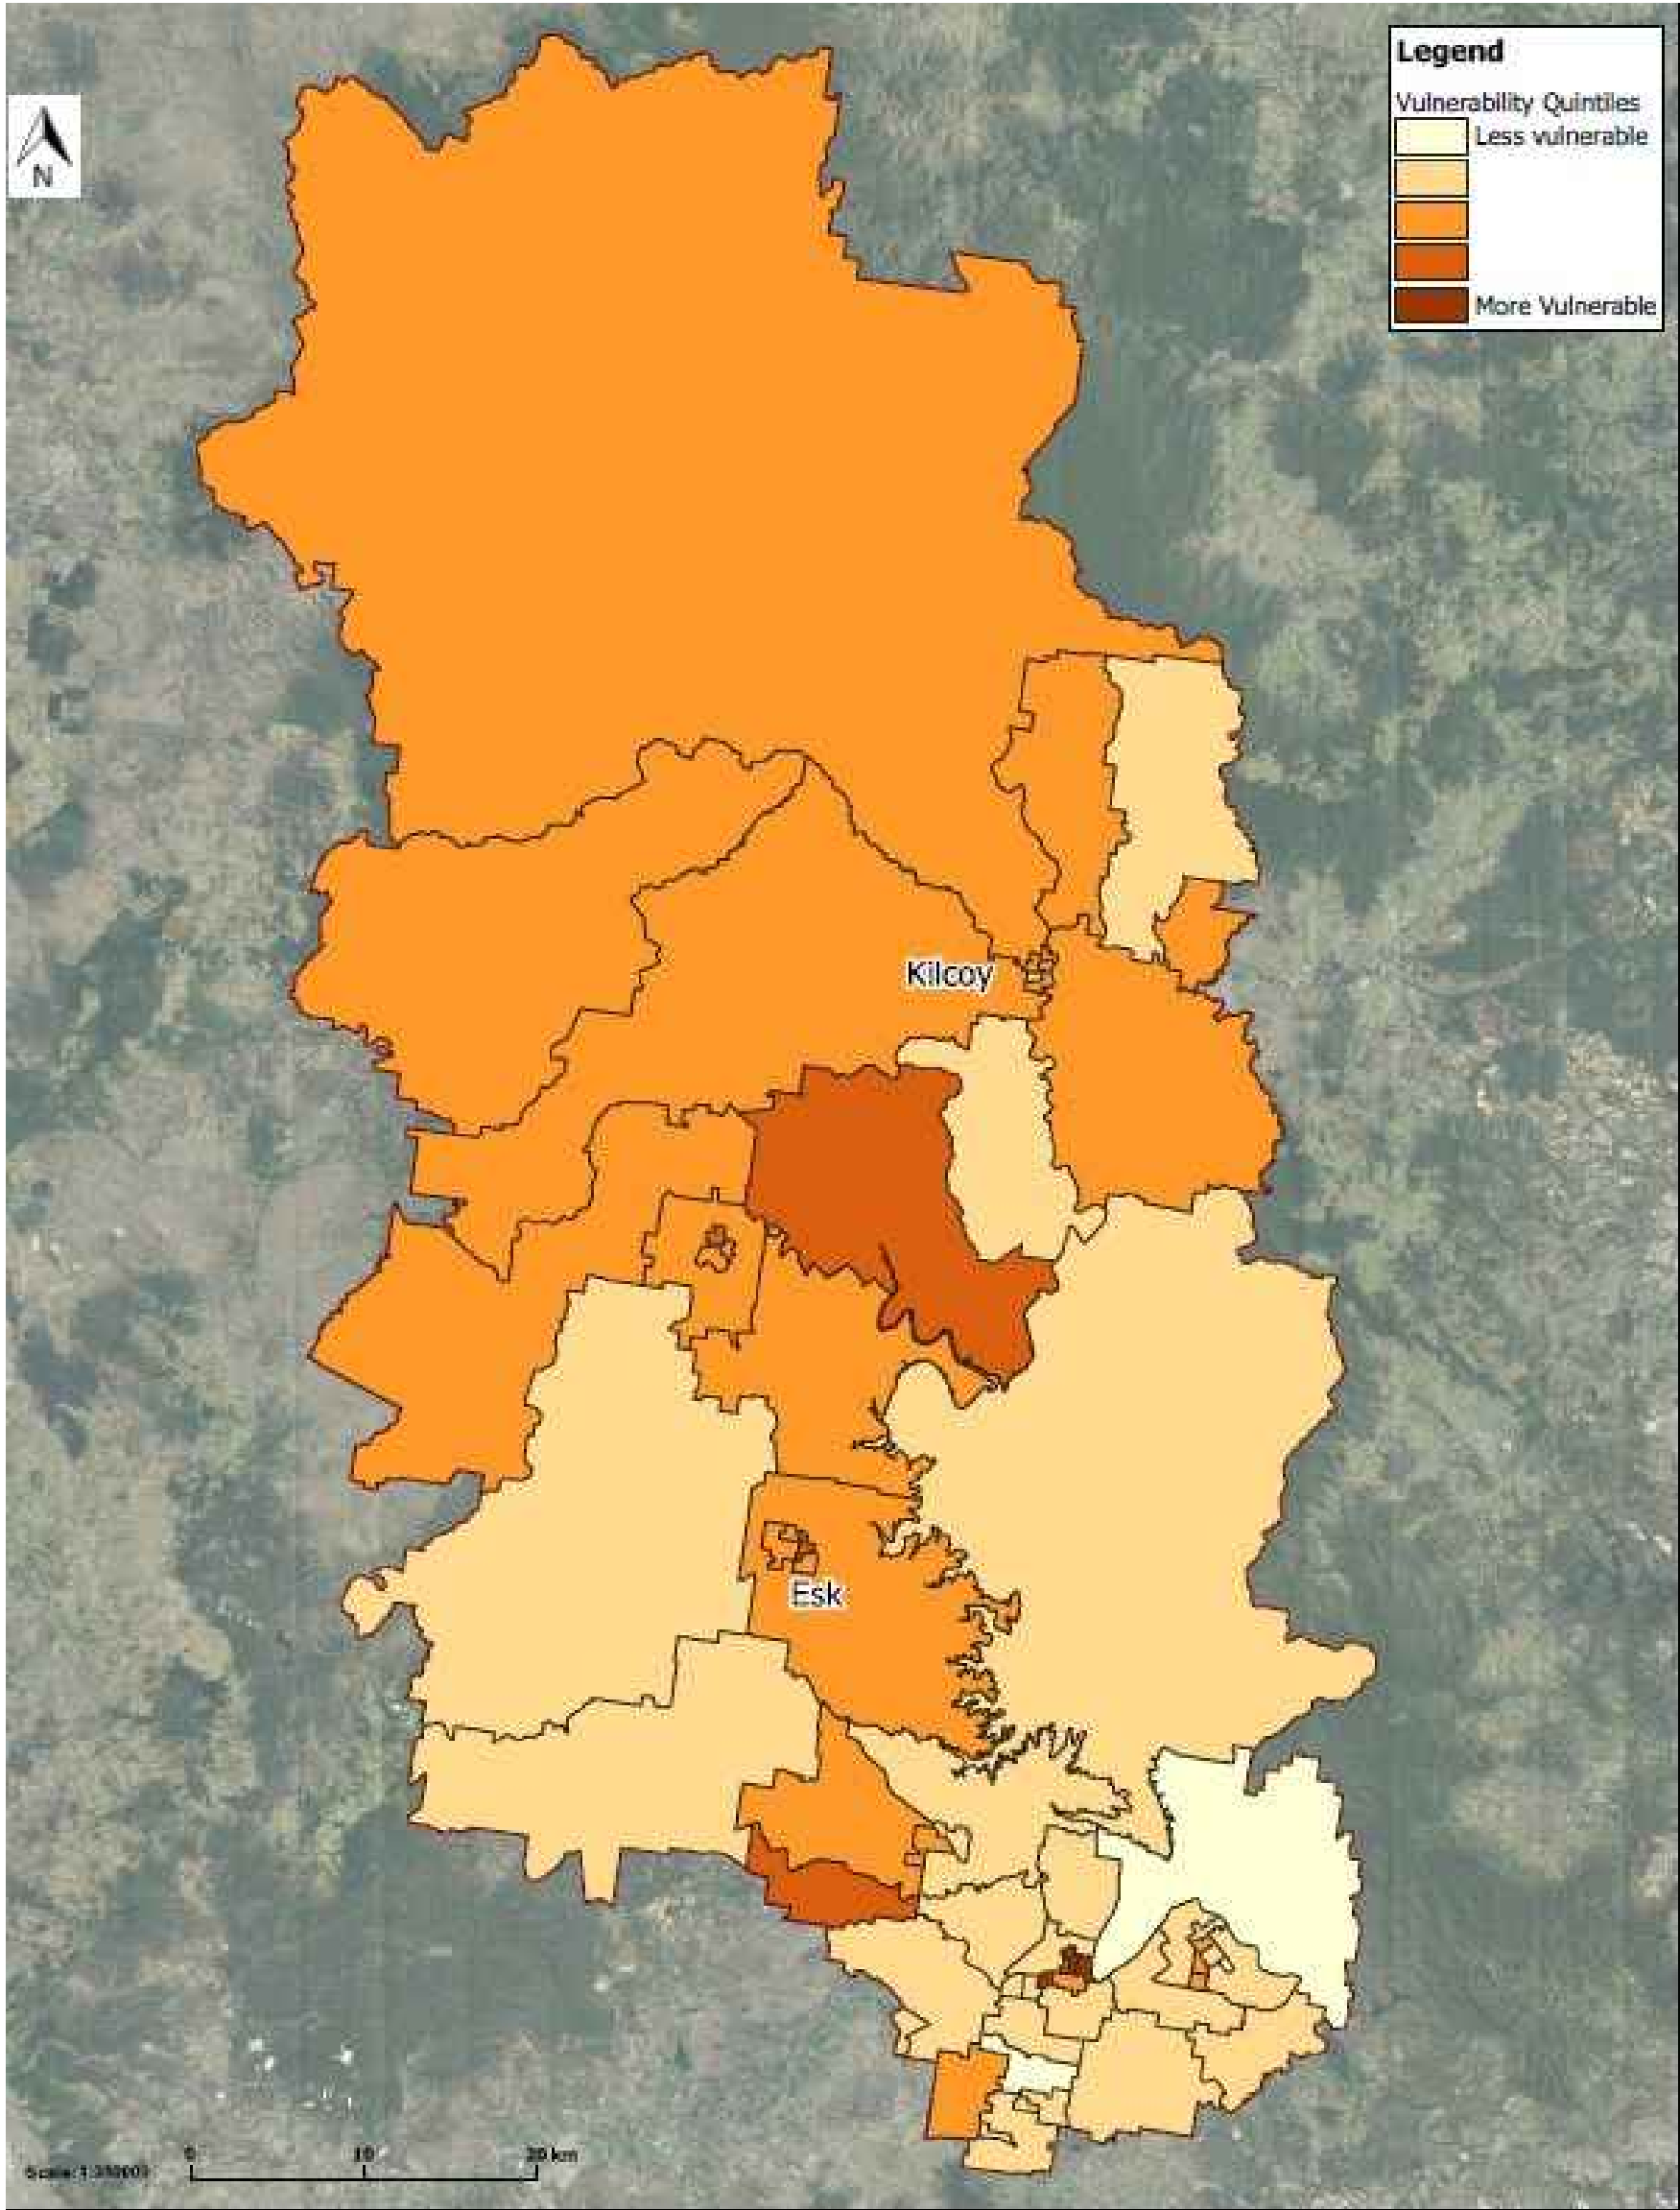 Legend
Vulnerability Quintiles
Less vulnerable
More Vulnerable
N
Kilcoy
Esk
0 10 20 km